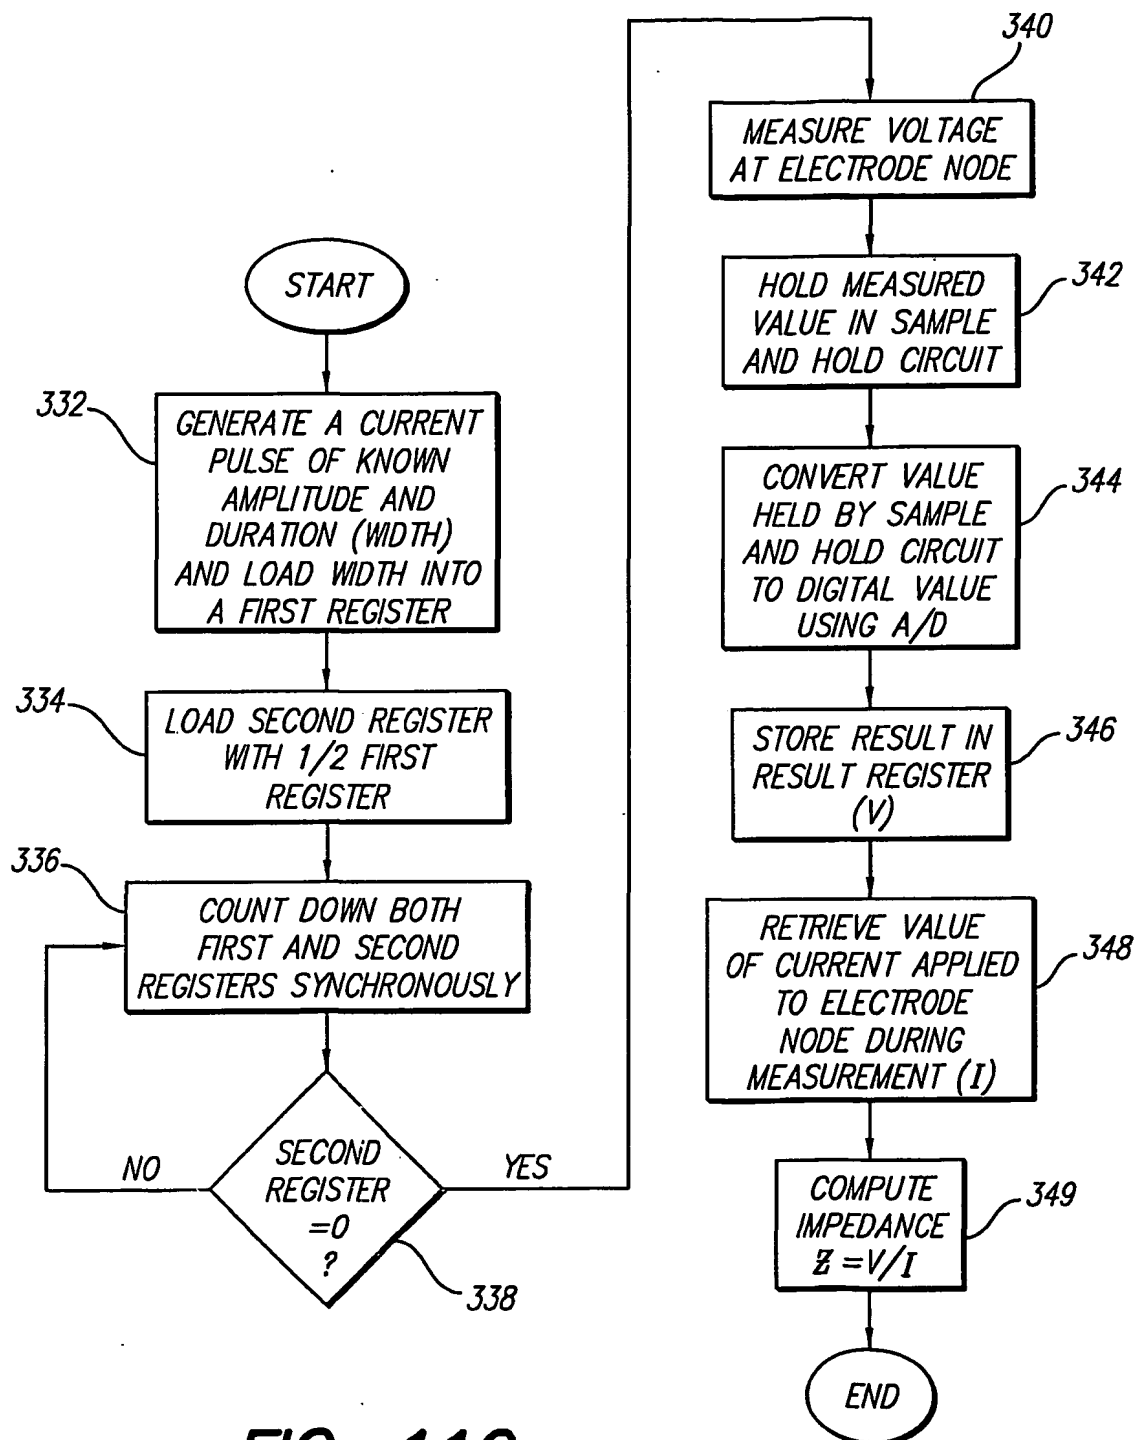 START
332
GENERATE A CURRENT
PULSE OF KNOWN
AMPLITUDE AND
DURATION (WIDTH)
AND LOAD WIDTH INTO
A FIRST REGISTER
334
LOAD SECOND REGISTER
WITH 1/2 FIRST
REGISTER
336
COUNT DOWN BOTH
FIRST AND SECOND
REGISTERS SYNCHRONOUSLY
SECOND
REGISTER
=0
?
NO
YES
338
340
MEASURE VOLTAGE
AT ELECTRODE NODE
342
HOLD MEASURED
VALUE IN SAMPLE
AND HOLD CIRCUIT
344
CONVERT VALUE
HELD BY SAMPLE
AND HOLD CIRCUIT
TO DIGITAL VALUE
USING A/D
346
STORE RESULT IN
RESULT REGISTER
(V)
348
RETRIEVE VALUE
OF CURRENT APPLIED
TO ELECTRODE
NODE DURING
MEASUREMENT (I)
349
COMPUTE
IMPEDANCE
Z=V/I
END